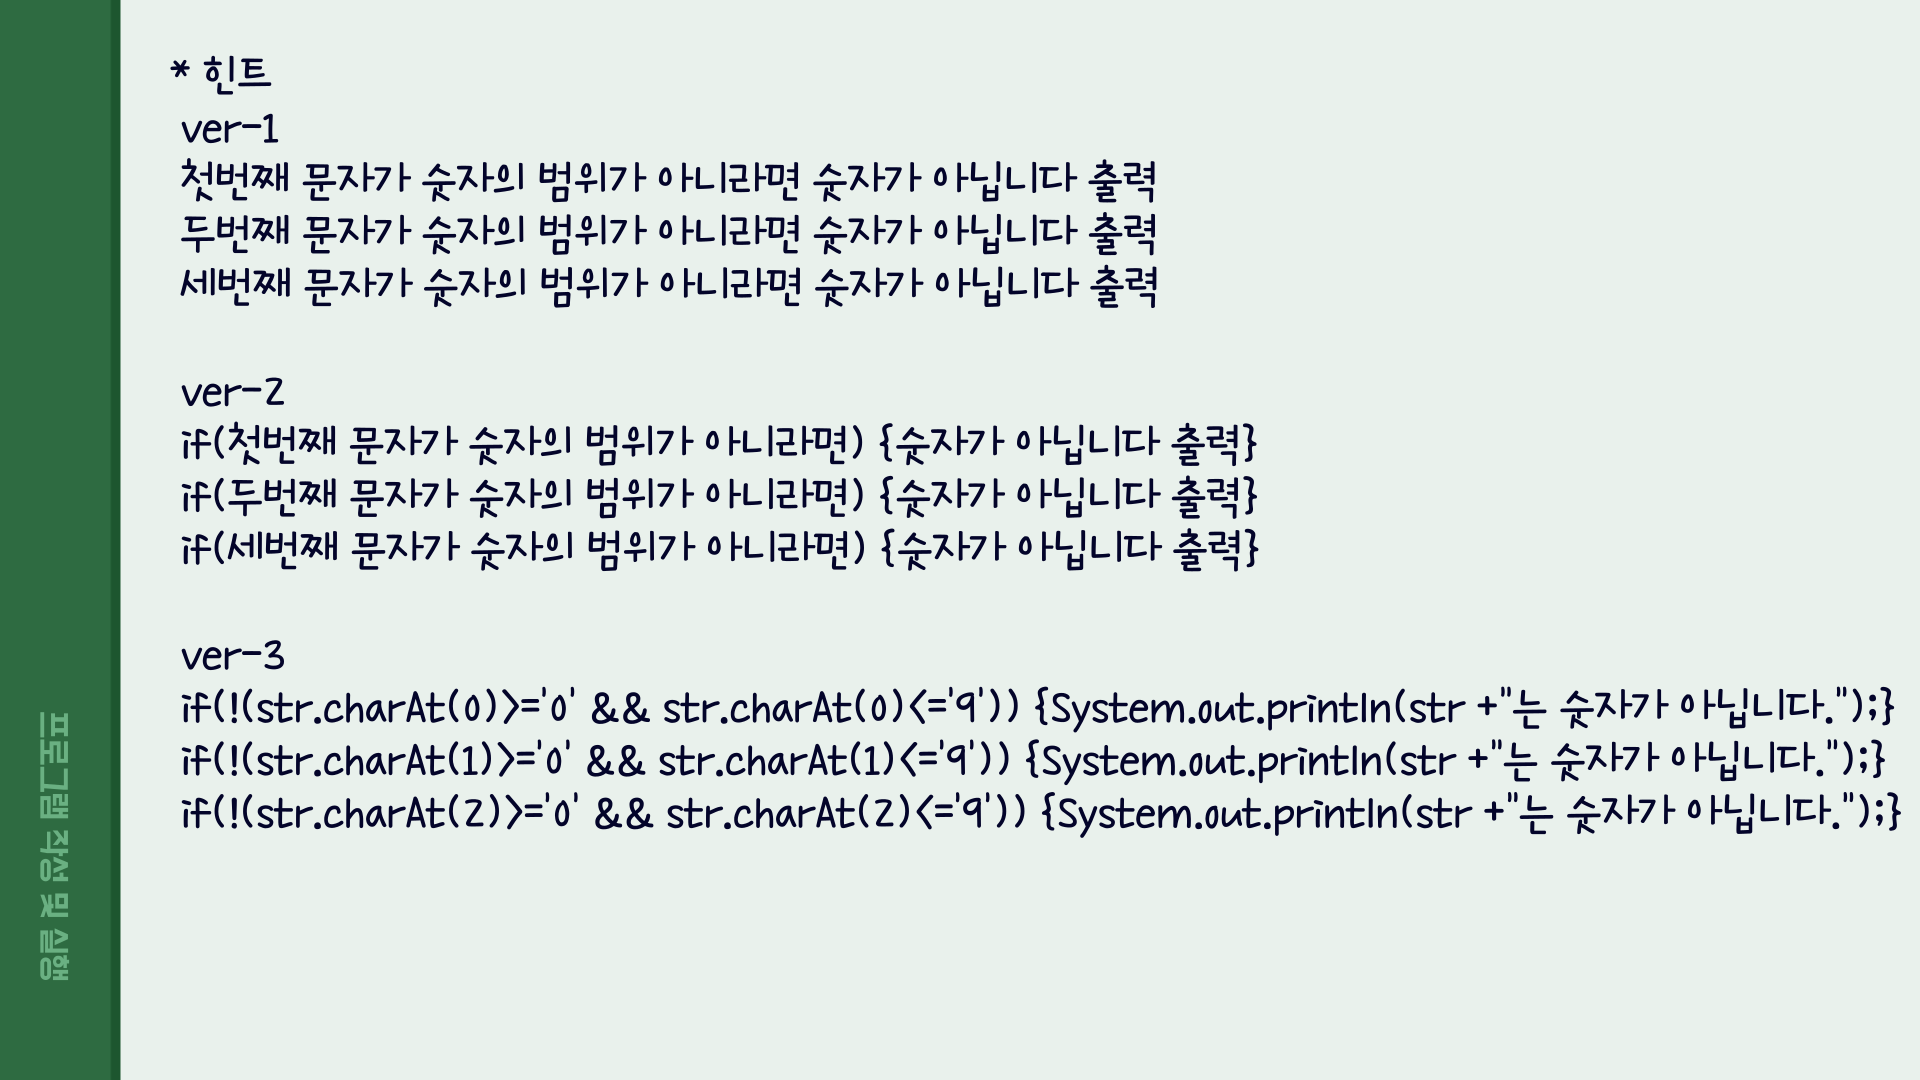 * 힌트
ver-1
첫번째 문자가 숫자의 범위가 아니라면 숫자가 아닙니다 출력
두번째 문자가 숫자의 범위가 아니라면 숫자가 아닙니다 출력
세번째 문자가 숫자의 범위가 아니라면 숫자가 아닙니다 출력
ver-2
if(첫번째 문자가 숫자의 범위가 아니라면) {숫자가 아닙니다 출력}
if(두번째 문자가 숫자의 범위가 아니라면) {숫자가 아닙니다 출력}
if(세번째 문자가 숫자의 범위가 아니라면) {숫자가 아닙니다 출력}
ver-3
if(!(str.charAt(0)>='0' && str.charAt(0)<='9')) {System.out.println(str +"는 숫자가 아닙니다.");}
if(!(str.charAt(1)>='0' && str.charAt(1)<='9')) {System.out.println(str +"는 숫자가 아닙니다.");}
if(!(str.charAt(2)>='0' && str.charAt(2)<='9')) {System.out.println(str +"는 숫자가 아닙니다.");}
프로그램 작성 및 실행